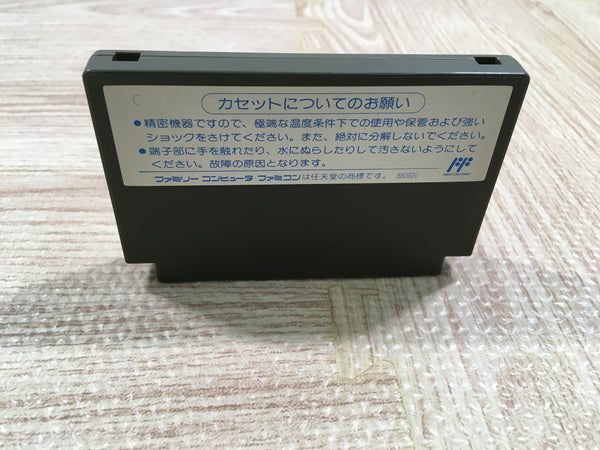 カセットについてのお願い
●精密機器ですので、極端な温度条件下での使用や保管および強い
ショックをさけてください。また、絶対に分解しないでください。
●端子部に手を触れたり、水にぬらしたりして汚さないようにして
ください。故障の原因となります。
ファミリーコンピュータ・ファミコンは任天堂の商標です。 880920